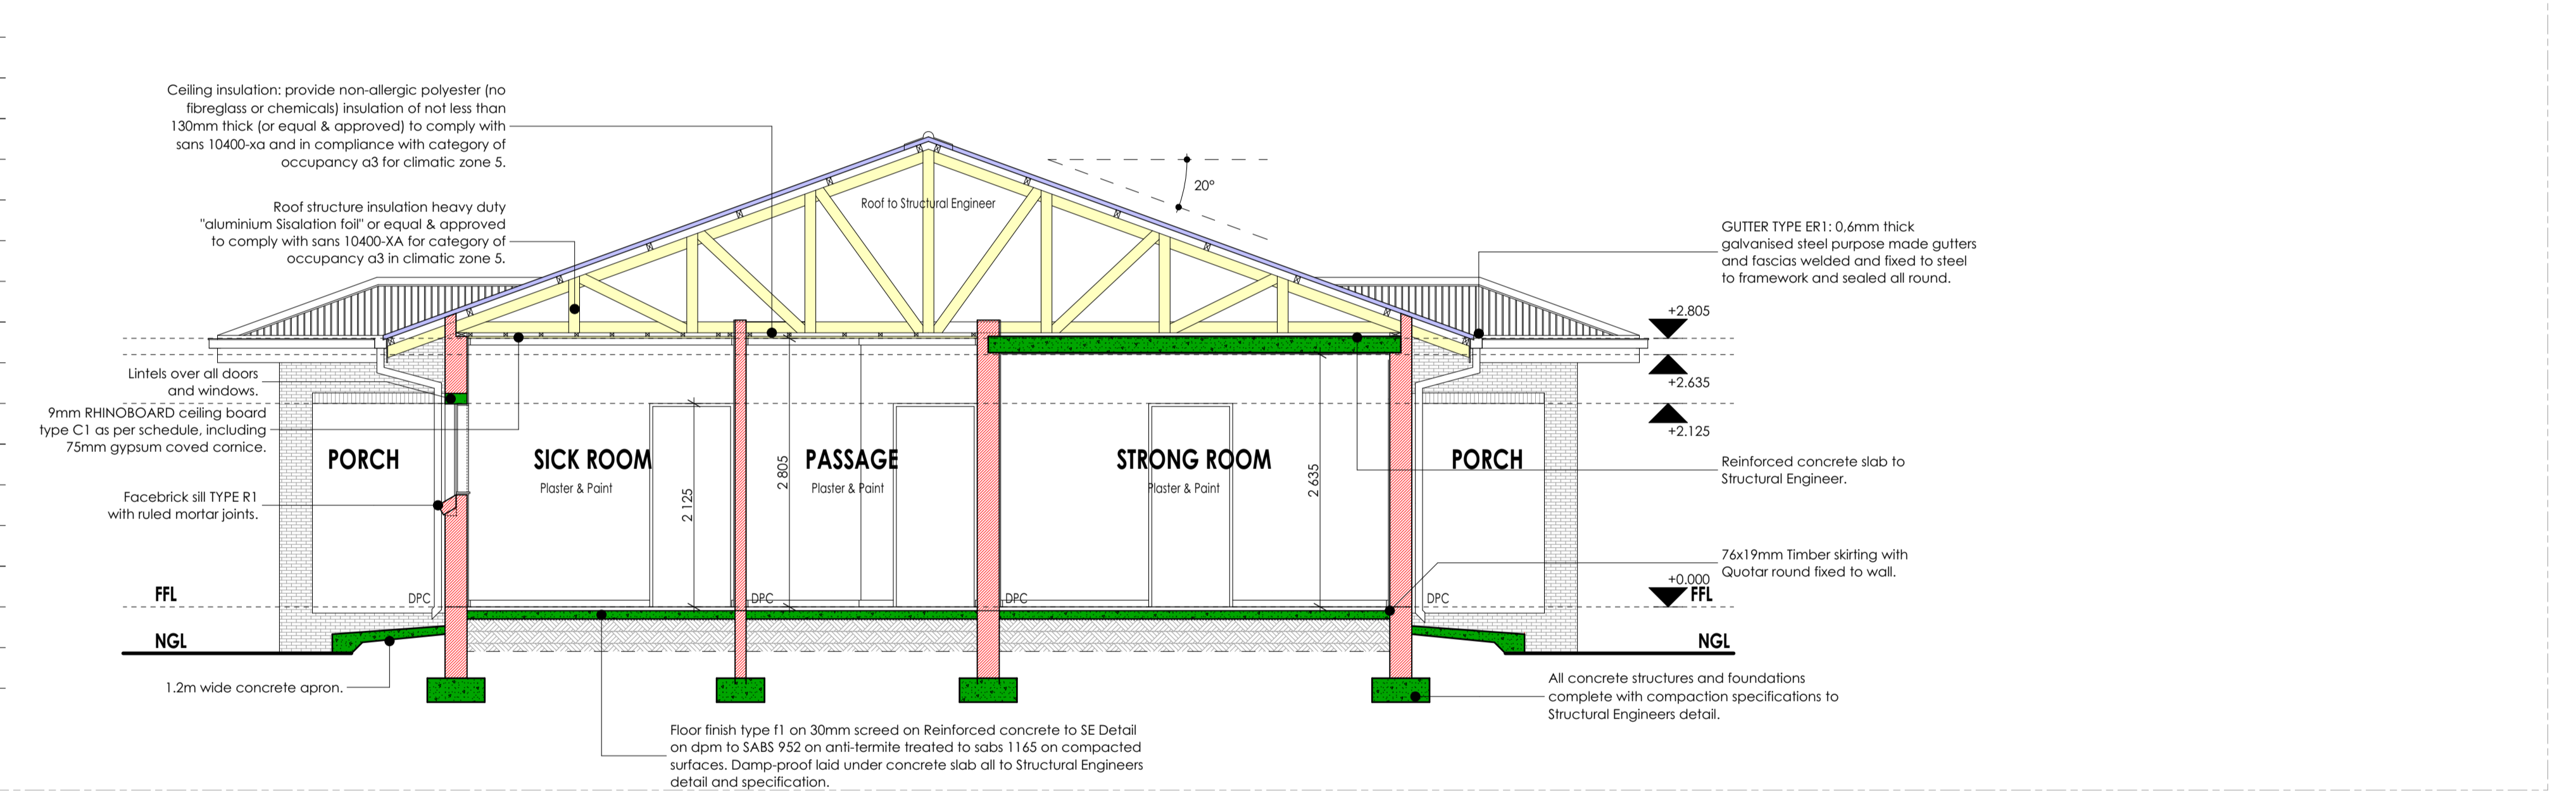 Ceiling insulation: provide non-allergic polyester (no
fibreglass or chemicals) insulation of not less than
130mm thick (or equal & approved) to comply with
sans 10400-xa and in compliance with category of
occupancy a3 for climatic zone 5.
Roof structure insulation heavy duty
"aluminium Sisalation foil" or equal & approved
to comply with sans 10400-XA for category of
occupancy a3 in climatic zone 5.
Roof to Structural Engineer
20°
GUTTER TYPE ER1: 0,6mm thick
galvanised steel purpose made gutters
and fascias welded and fixed to steel
to framework and sealed all round.
+2.805
+2.635
+2.125
Lintels over all doors
and windows.
9mm RHINOBOARD ceiling board
type C1 as per schedule, including
75mm gypsum coved cornice.
PORCH
SICK ROOM
Plaster & Paint
2 125
2 805
PASSAGE
Plaster & Paint
STRONG ROOM
Plaster & Paint
2 635
PORCH
Reinforced concrete slab to
Structural Engineer.
Facebrick sill TYPE R1
with ruled mortar joints.
76x19mm Timber skirting with
Quotar round fixed to wall.
+0.000
FFL
FFL
DPC
DPC
DPC
DPC
NGL
NGL
1.2m wide concrete apron.
All concrete structures and foundations
complete with compaction specifications to
Structural Engineers detail.
Floor finish type f1 on 30mm screed on Reinforced concrete to SE Detail
on dpm to SABS 952 on anti-termite treated to sabs 1165 on compacted
surfaces. Damp-proof laid under concrete slab all to Structural Engineers
detail and specification.